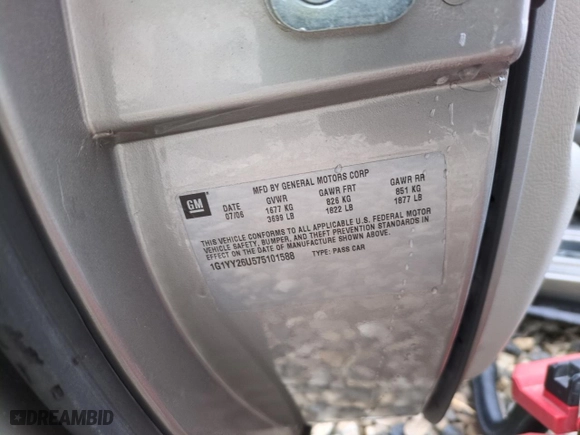 GM
MFD BY GENERAL MOTORS CORP
DATE GVWR GAWR FRT GAWR RR
07/06 1677 KG 826 KG 851 KG
3699 LB 1822 LB 1877 LB
THIS VEHICLE CONFORMS TO ALL APPLICABLE U.S. FEDERAL MOTOR
VEHICLE SAFETY, BUMPER, AND THEFT PREVENTION STANDARDS IN
EFFECT ON THE DATE OF MANUFACTURE SHOWN ABOVE.
1G1YY26U575101588 TYPE: PASS CAR
DREAMBID